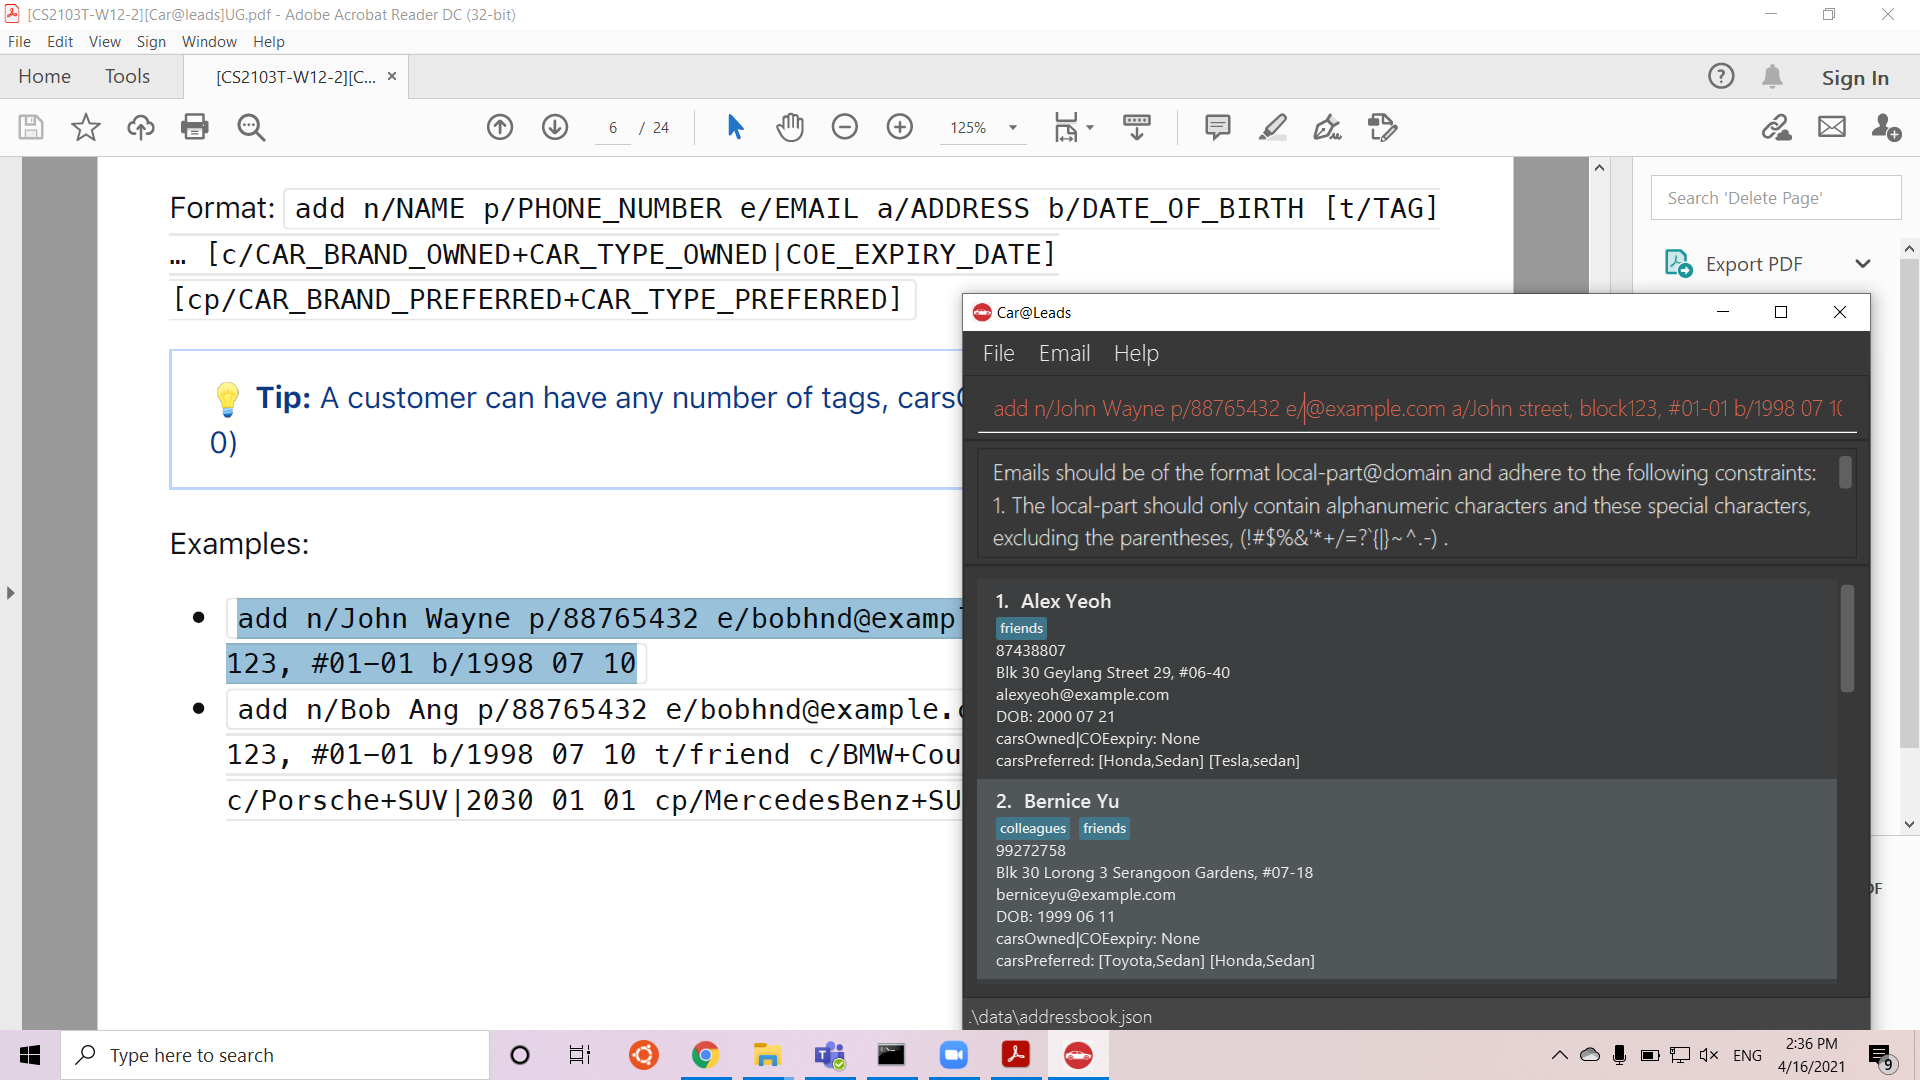 [CS2103T-W12-2][Car@leads]UG.pdf - Adobe Acrobat Reader DC (32-bit)
File Edit View Sign Window Help
Home Tools [CS2103T-W12-2][C... × Sign In
6 / 24 125%
Format: add n/NAME p/PHONE_NUMBER e/EMAIL a/ADDRESS b/DATE_OF_BIRTH [t/TAG]
… [c/CAR_BRAND_OWNED+CAR_TYPE_OWNED|COE_EXPIRY_DATE]
[cp/CAR_BRAND_PREFERRED+CAR_TYPE_PREFERRED]
Tip: A customer can have any number of tags, cars
0)
Examples:
add n/John Wayne p/88765432 e/bobhnd@exampl
123, #01-01 b/1998 07 10
add n/Bob Ang p/88765432 e/bobhnd@example.
123, #01-01 b/1998 07 10 t/friend c/BMW+Cou
c/Porsche+SUV|2030 01 01 cp/MercedesBenz+SU
Search 'Delete Page'
Export PDF
Car@Leads
File Email Help
add n/John Wayne p/88765432 e/@example.com a/John street, block123, #01-01 b/1998 07 10
Emails should be of the format local-part@domain and adhere to the following constraints:
1. The local-part should only contain alphanumeric characters and these special characters,
excluding the parentheses, (!#$%&'*+/=?`{|}~^.-) .
1. Alex Yeoh
friends
87438807
Blk 30 Geylang Street 29, #06-40
alexyeoh@example.com
DOB: 2000 07 21
carsOwned|COEexpiry: None
carsPreferred: [Honda,Sedan] [Tesla,sedan]
2. Bernice Yu
colleagues friends
99272758
Blk 30 Lorong 3 Serangoon Gardens, #07-18
berniceyu@example.com
DOB: 1999 06 11
carsOwned|COEexpiry: None
carsPreferred: [Toyota,Sedan] [Honda,Sedan]
.\data\addressbook.json
Type here to search
ENG
2:36 PM
4/16/2021
9